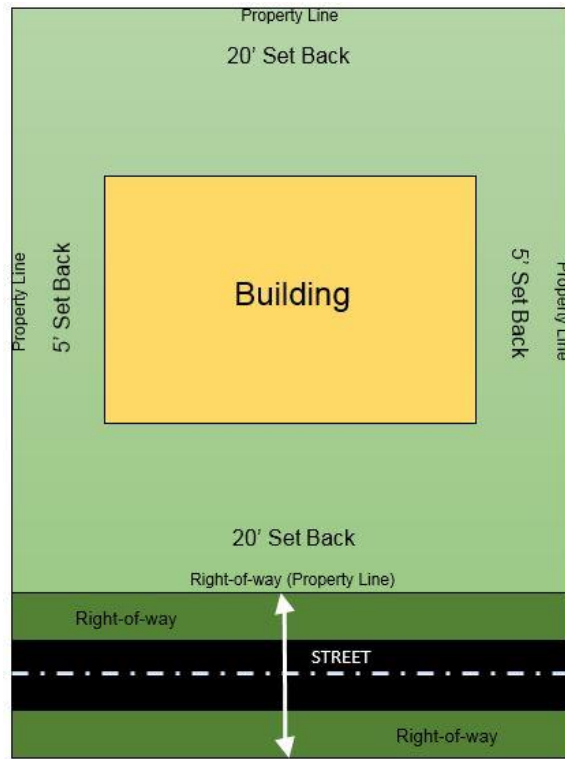 Property Line
20' Set Back
Property Line
5' Set Back
Building
5' Set Back
Property Line
20' Set Back
Right-of-way (Property Line)
Right-of-way
STREET
Right-of-way